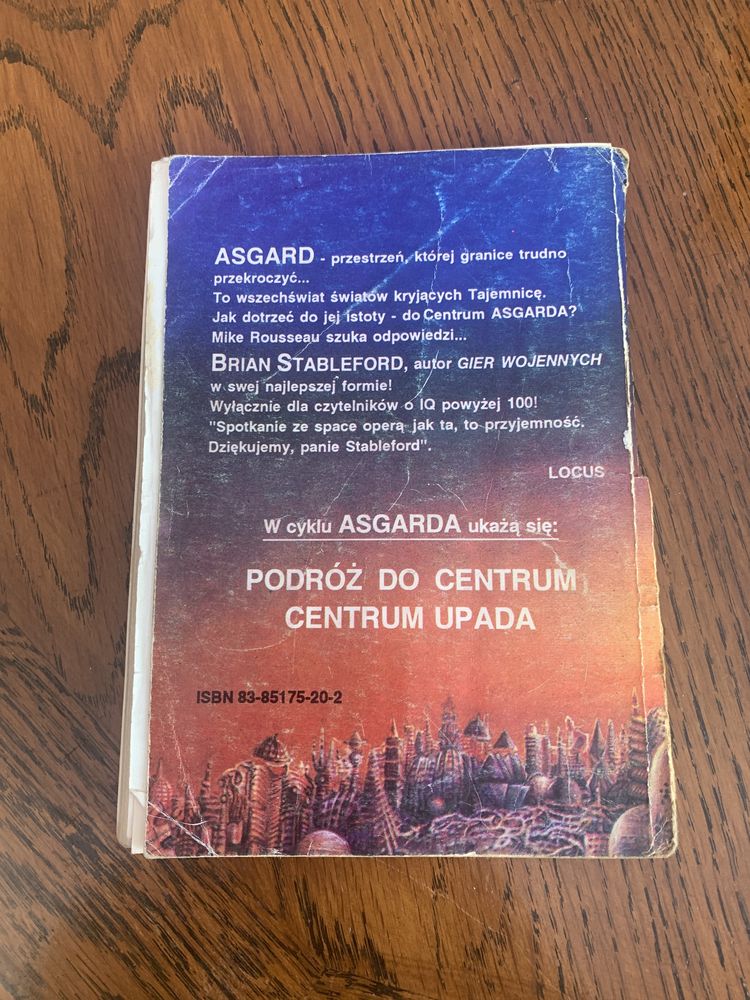 ASGARD - przestrzeń, której granice trudno
przekroczyć...
To wszechświat światów kryjących Tajemnicę.
Jak dotrzeć do jej istoty - do Centrum ASGARDA?
Mike Rousseau szuka odpowiedzi...
BRIAN STABLEFORD, autor GIER WOJENNYCH
w swej najlepszej formie!
Wyłącznie dla czytelników o IQ powyżej 100!
"Spotkanie ze space operą jak ta, to przyjemność.
Dziękujemy, panie Stableford".
LOCUS
W cyklu ASGARDA ukażą się:
PODRÓŻ DO CENTRUM
CENTRUM UPADA
ISBN 83-85175-20-2